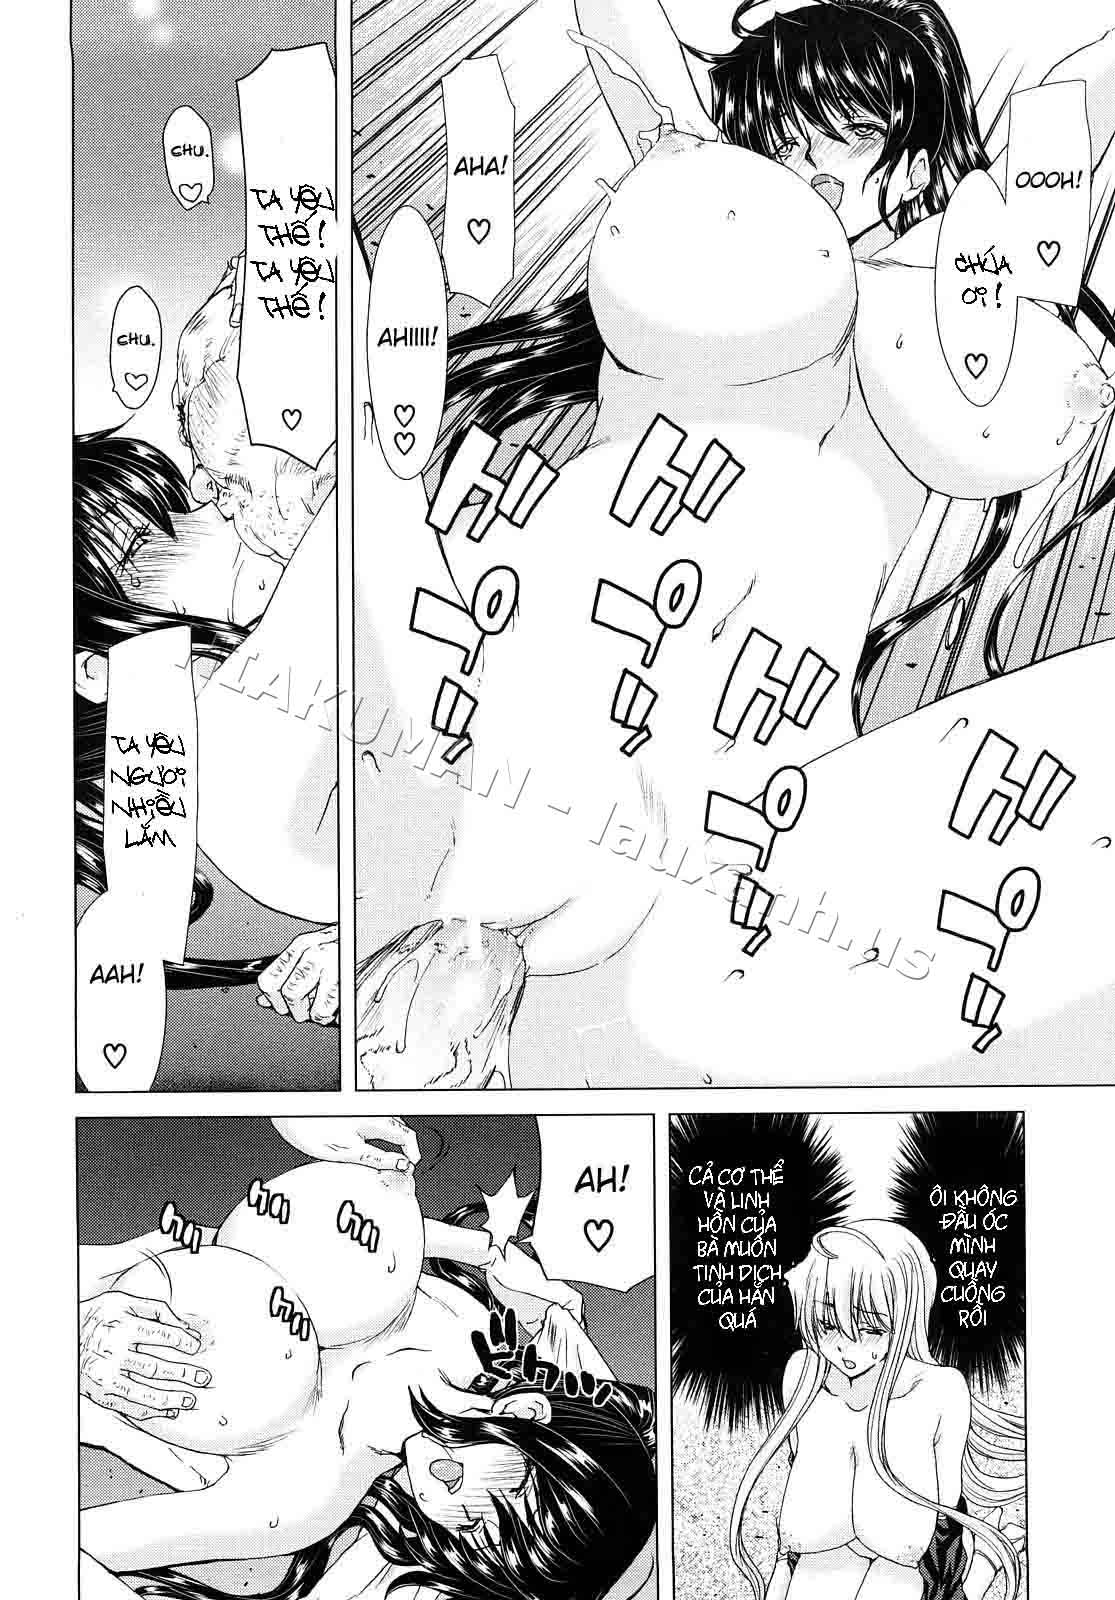 OOOH!
♡
CHÚA
ƠI!
♡
AHA!
♡
AHIIII!
♡
♡
CHU.
♡
TA YÊU
THẾ!
TA YÊU
THẾ!
♡
CHU.
♡
TA YÊU
NGƯƠI
NHIỀU
LẮM
AAH!
♡
- lauxanh.us
ÔI KHÔNG
ĐẦU ÓC
MÌNH
QUAY
CUỒNG
RỒI
CẢ CƠ THỂ
VÀ LINH
HỒN CỦA
BÀ MUỐN
TINH DỊCH
CỦA HẮN
QUÁ
AH!
♡